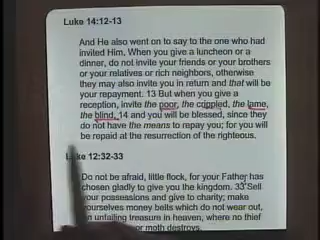 Luke 14:12-13
And He also went on to say to the one who had
invited Him. When you give a luncheon or a
dinner, do not invite your friends or your brothers
or your relatives or rich neighbors, otherwise
they may also invite you in return and that will be
your repayment. 13 But when you give a
reception, invite the poor, the crippled, the lame,
the blind, 14 and you will be blessed, since they
do not have the means to repay you; for you will
be repaid at the resurrection of the righteous.
Luke 12:32-33
Do not be afraid, little flock, for your Father has
chosen gladly to give you the kingdom. 33 Sell
your possessions and give to charity; make
yourselves money belts which do not wear out,
an unfailing treasure in heaven, where no thief
or moth destroys.